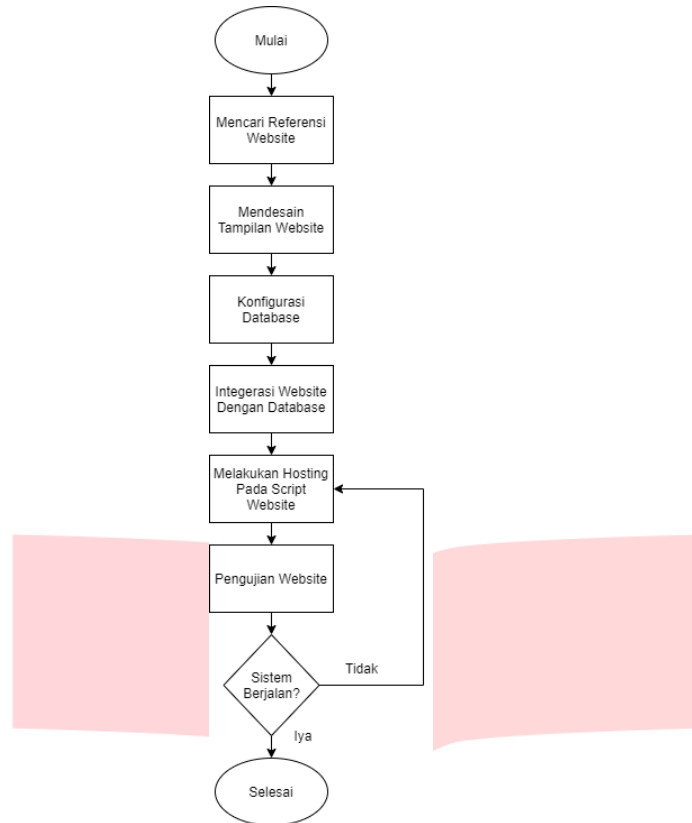 Mulai
Mencari Referensi
Website
Mendesain
Tampilan Website
Konfigurasi
Database
Integerasi Website
Dengan Database
Melakukan Hosting
Pada Script
Website
Pengujian Website
Sistem
Berjalan?
Tidak
Iya
Selesai